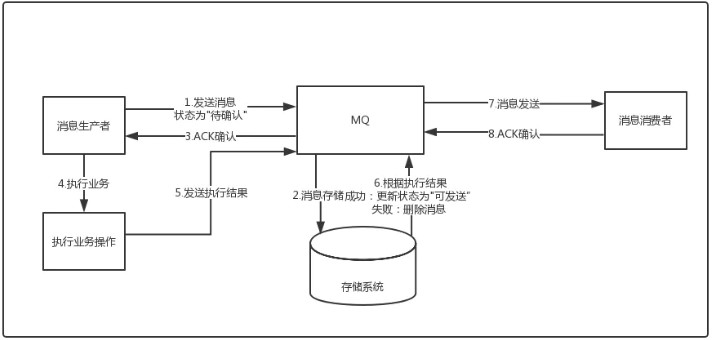 1.发送消息
状态为"待确认"
消息生产者
MQ
7.消息发送
消息消费者
3.ACK确认
8.ACK确认
4.执行业务
5.发送执行结果
6.根据执行结果
2.消息存储
成功：更新状态为"可发送"
失败：删除消息
执行业务操作
存储系统